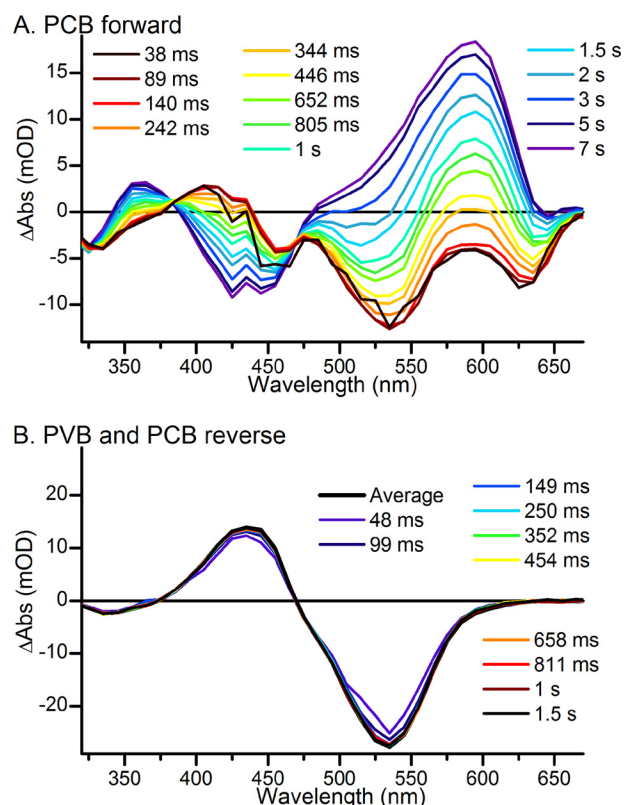 A. PCB forward
38 ms
89 ms
140 ms
242 ms
344 ms
446 ms
652 ms
805 ms
1 s
1.5 s
2 s
3 s
5 s
7 s
15
10
5
0
-5
-10
ΔAbs (mOD)
350 400 450 500 550 600 650
Wavelength (nm)
B. PVB and PCB reverse
Average
48 ms
99 ms
149 ms
250 ms
352 ms
454 ms
658 ms
811 ms
1 s
1.5 s
20
10
0
-10
-20
ΔAbs (mOD)
350 400 450 500 550 600 650
Wavelength (nm)